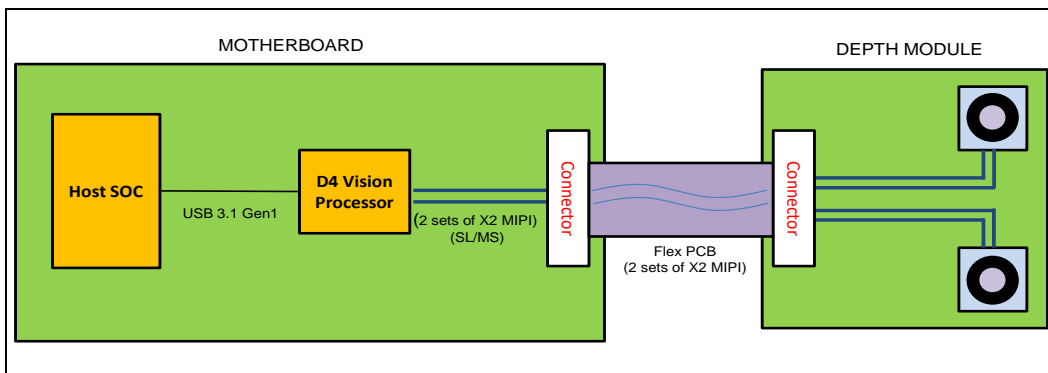 MOTHERBOARD
DEPTH MODULE
Host SOC
USB 3.1 Gen1
D4 Vision
Processor
(2 sets of X2 MIPI)
(SL/MS)
Connector
Flex PCB
(2 sets of X2 MIPI)
Connector